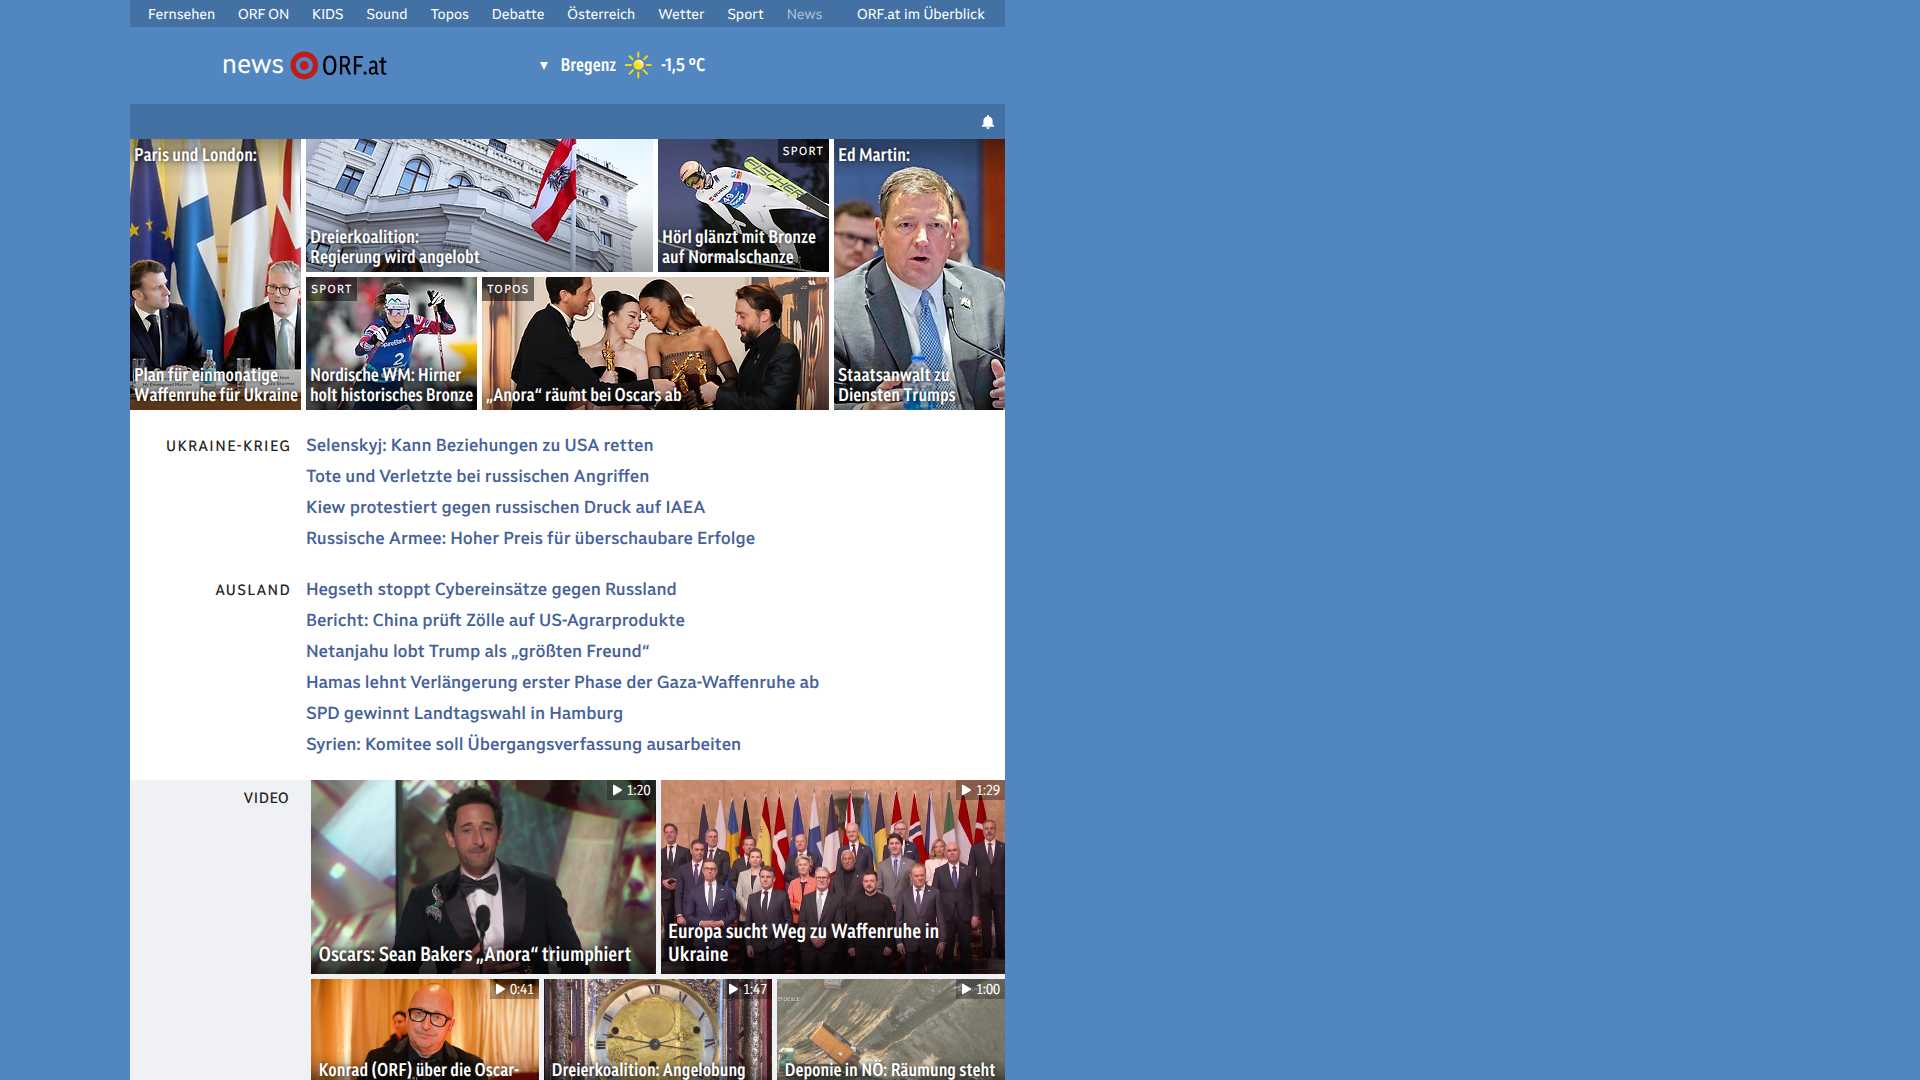 Fernsehen ORF ON KIDS Sound Topos Debatte Österreich Wetter Sport News ORF.at im Überblick
news ORF.at
▼ Bregenz -1,5 °C
Paris und London:
Plan für einmonatige
Waffenruhe für Ukraine
Dreierkoalition:
Regierung wird angelobt
SPORT
Hörl glänzt mit Bronze
auf Normalschanze
Ed Martin:
Staatsanwalt zu
Diensten Trumps
SPORT
Nordische WM: Hirner
holt historisches Bronze
TOPOS
„Anora“ räumt bei Oscars ab
UKRAINE-KRIEG
Selenskyj: Kann Beziehungen zu USA retten
Tote und Verletzte bei russischen Angriffen
Kiew protestiert gegen russischen Druck auf IAEA
Russische Armee: Hoher Preis für überschaubare Erfolge
AUSLAND
Hegseth stoppt Cybereinsätze gegen Russland
Bericht: China prüft Zölle auf US-Agrarprodukte
Netanjahu lobt Trump als „größten Freund“
Hamas lehnt Verlängerung erster Phase der Gaza-Waffenruhe ab
SPD gewinnt Landtagswahl in Hamburg
Syrien: Komitee soll Übergangsverfassung ausarbeiten
VIDEO
1:20
Oscars: Sean Bakers „Anora“ triumphiert
1:29
Europa sucht Weg zu Waffenruhe in
Ukraine
0:41
Konrad (ORF) über die Oscar-
1:47
Dreierkoalition: Angelobung
1:00
Deponie in NÖ: Räumung steht